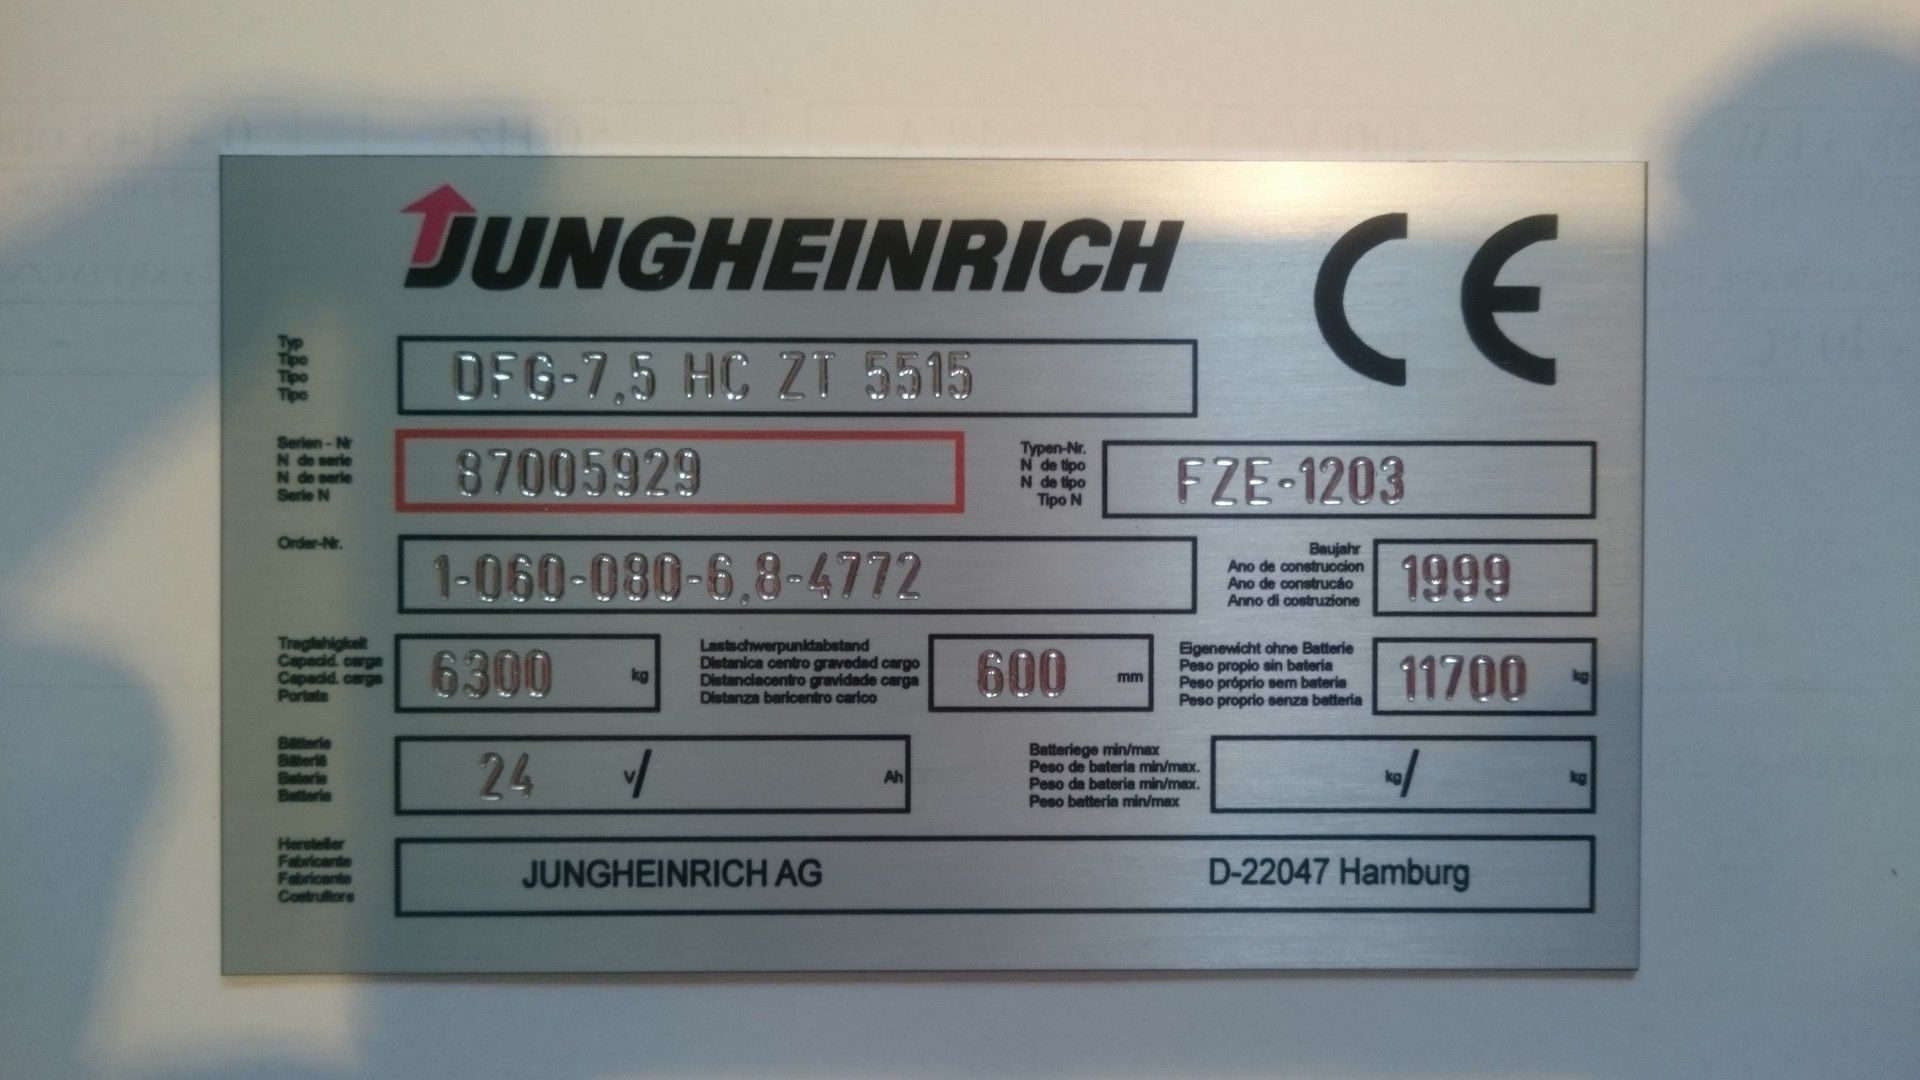 JUNGHEINRICH
CE
Typ
Tipo
Tipo
Tipo
DFG-7,5 HC ZT 5515
Serien - Nr
N de serie
N de serie
Serie N
87005929
Typen-Nr.
N de tipo
N de tipo
Tipo N
FZE-1203
Order-Nr.
1-060-080-6,8-4772
Baujahr
Ano de construccion
Ano de construcáo
Anno di costruzione
1999
Tragfahigkeit
Capacid. carga
Capacid. carga
Portata
6300 kg
Lastschwerpunktabstand
Distanica centro gravedad cargo
Distanciacentro gravidade carga
Distanza baricentro carico
600 mm
Eigenewicht ohne Batterie
Peso propio sin bateria
Peso próprio sem bateria
Peso proprio senza batteria
11700 kg
Bateria
Batteria
24 v/ Ah
Batteriege min/max
Peso de bateria min/max.
Peso da bateria min/max.
Peso batteria min/max
kg/ kg
Hersteller
Fabricante
Fabricante
Costruttore
JUNGHEINRICH AG D-22047 Hamburg